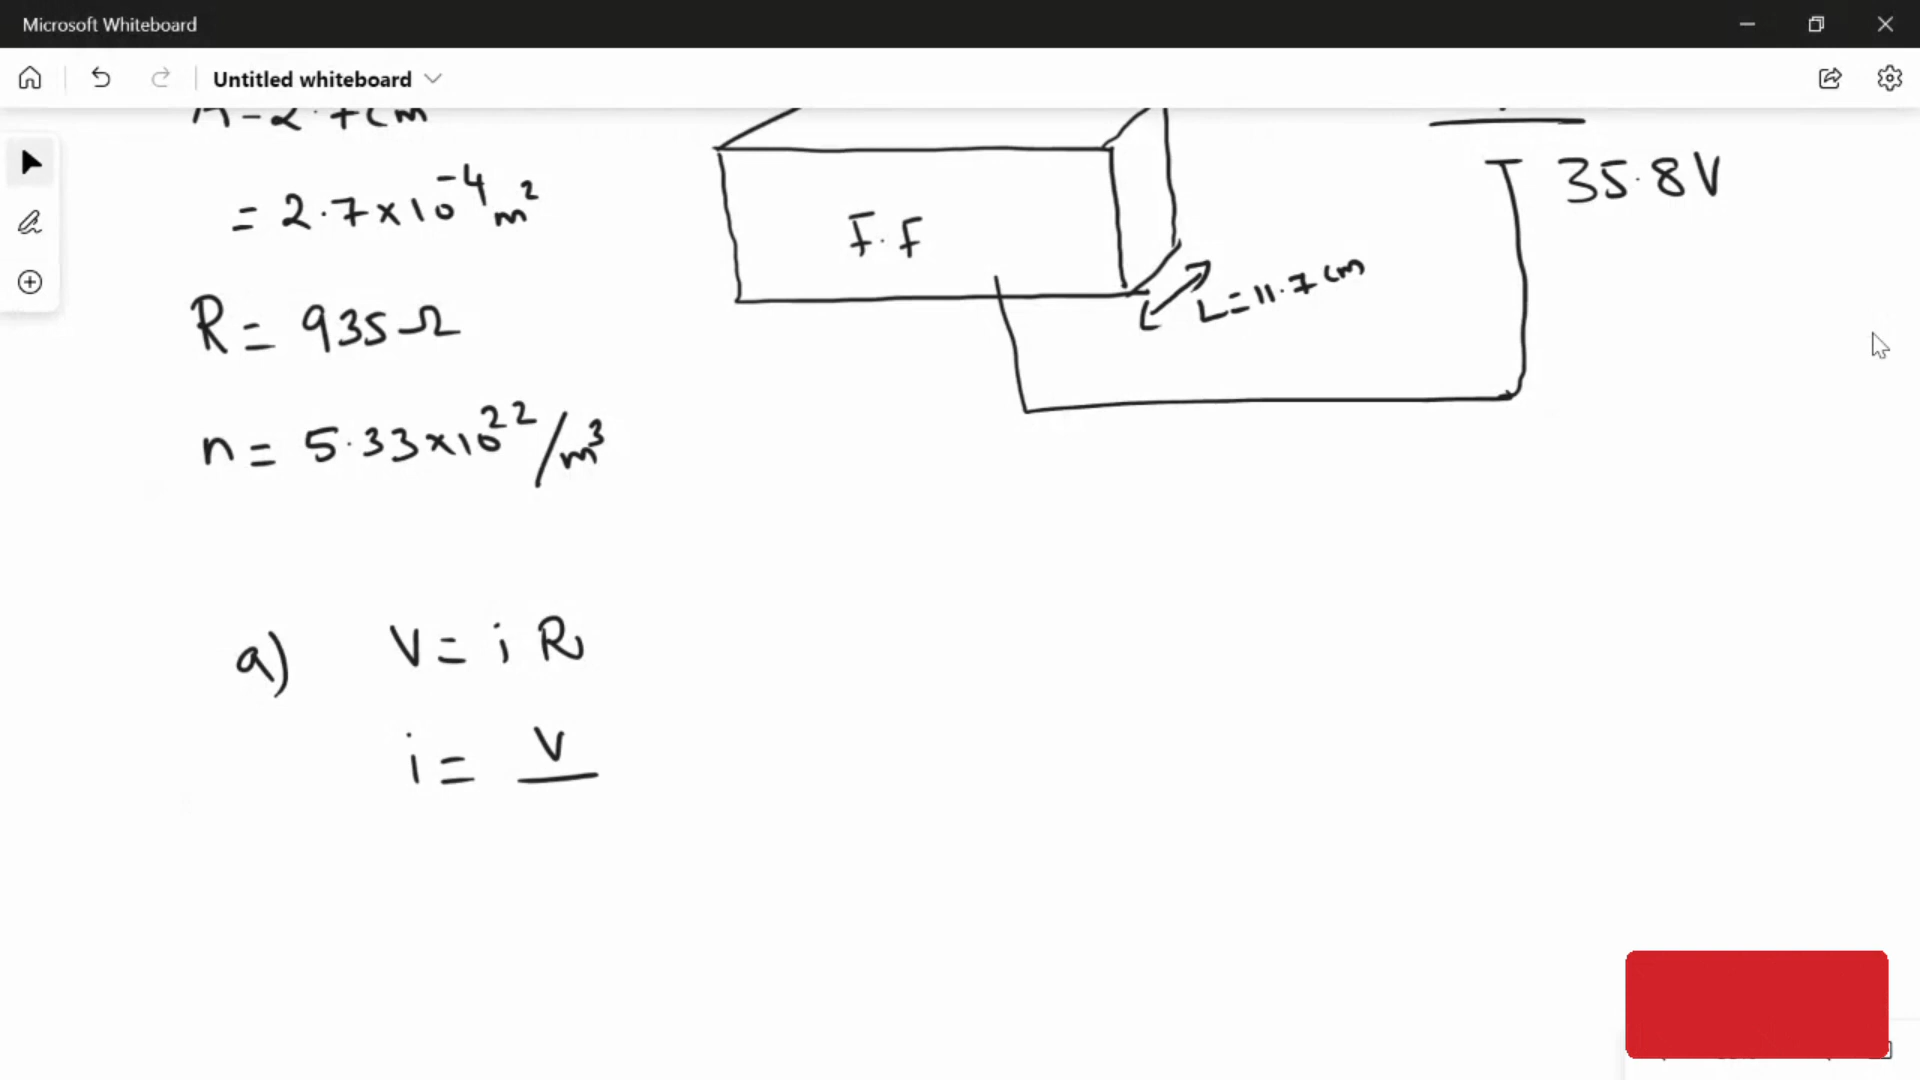 Microsoft Whiteboard
Untitled whiteboard
= 2.7×10⁻⁴ m²
R = 935 Ω
n = 5.33×10²²/m³
F.F
L = 11.7 cm
35.8 V
a) V = i R
i = V